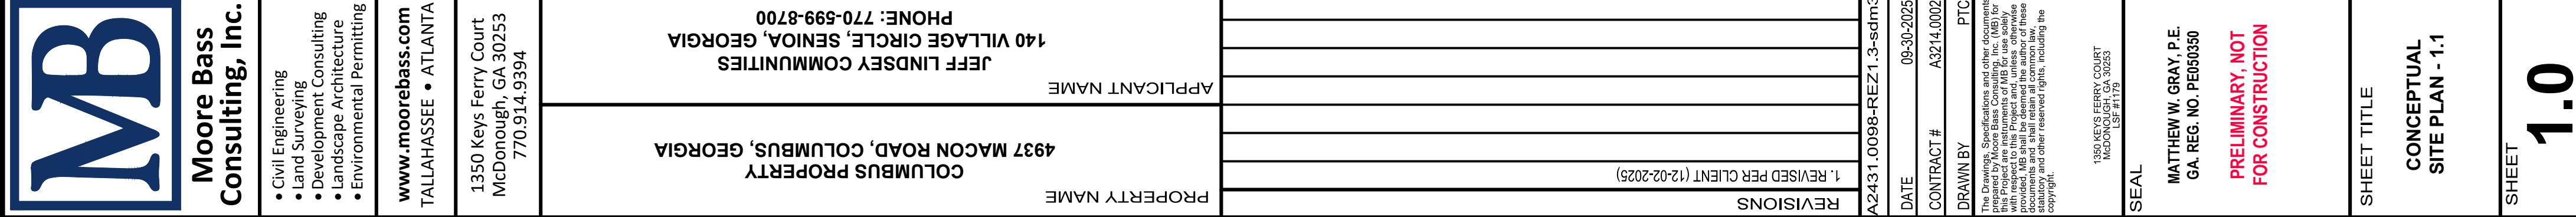 MB
Moore Bass
Consulting, Inc.
• Civil Engineering
• Land Surveying
• Development Consulting
• Landscape Architecture
• Environmental Permitting
www.moorebass.com
TALLAHASSEE • ATLANTA
1350 Keys Ferry Court
McDonough, GA 30253
770.914.9394
PROPERTY NAME
COLUMBUS PROPERTY
4937 MACON ROAD, COLUMBUS, GEORGIA
APPLICANT NAME
JEFF LINDSEY COMMUNITIES
140 VILLAGE CIRCLE, SENIOA, GEORGIA
PHONE: 770-599-8700
REVISIONS
1. REVISED PER CLIENT (12-02-2025)
A2431.0098-REZ1.3-sdm3
DATE 09-30-2025
CONTRACT # A3214.0002
DRAWN BY PTC
The Drawings, Specifications and other documents
prepared by Moore Bass Consulting, Inc. (MB) for
this Project are instruments of MB for use solely
with respect to this Project and, unless otherwise
provided, MB shall be deemed the author of these
documents and shall retain all common law,
statutory and other reserved rights, including the
copyright.
1350 KEYS FERRY COURT
McDONOUGH, GA 30253
LSF #1179
SEAL
MATTHEW W. GRAY, P.E.
GA. REG. NO. PE050350
PRELIMINARY, NOT
FOR CONSTRUCTION
SHEET TITLE
CONCEPTUAL
SITE PLAN - 1.1
SHEET
1.0